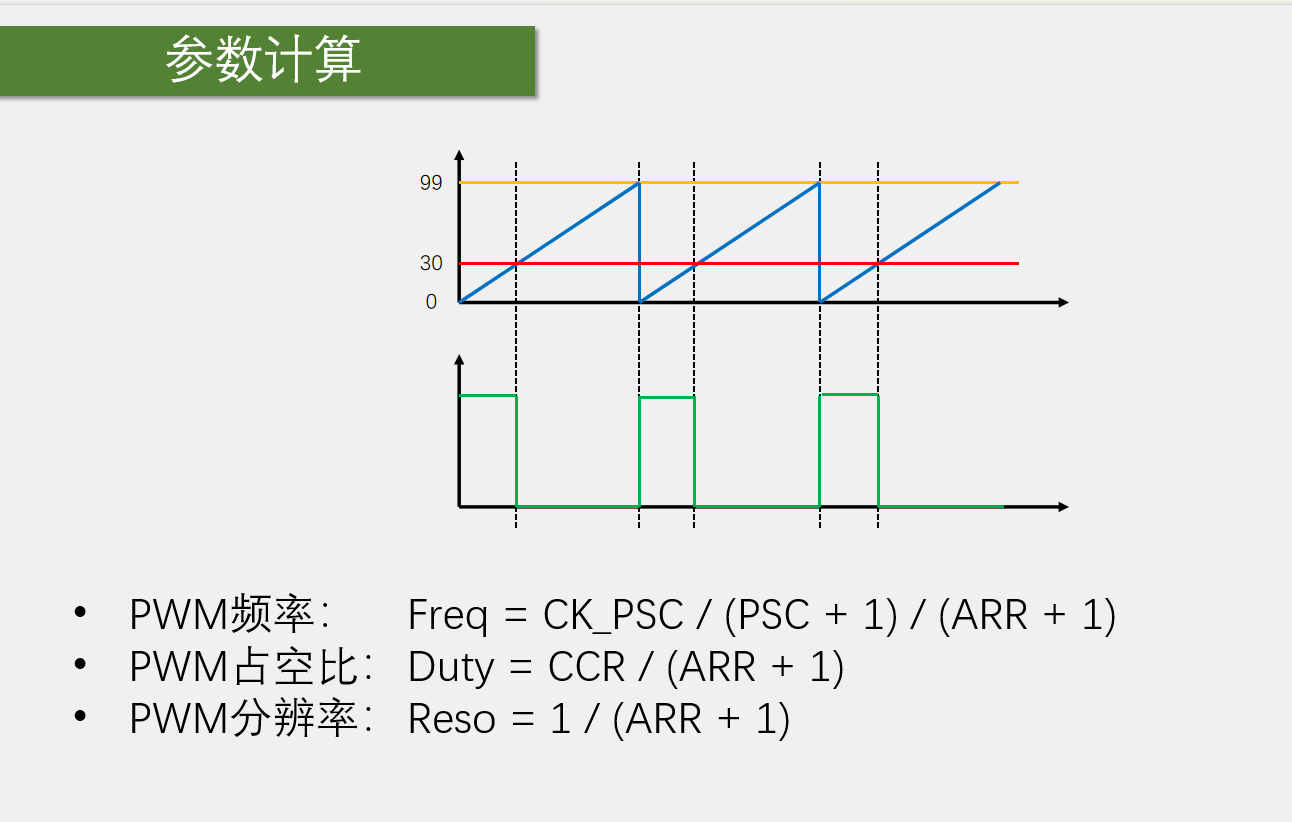 参数计算
99
30
0
• PWM频率： Freq = CK_PSC / (PSC + 1) / (ARR + 1)
• PWM占空比： Duty = CCR / (ARR + 1)
• PWM分辨率： Reso = 1 / (ARR + 1)